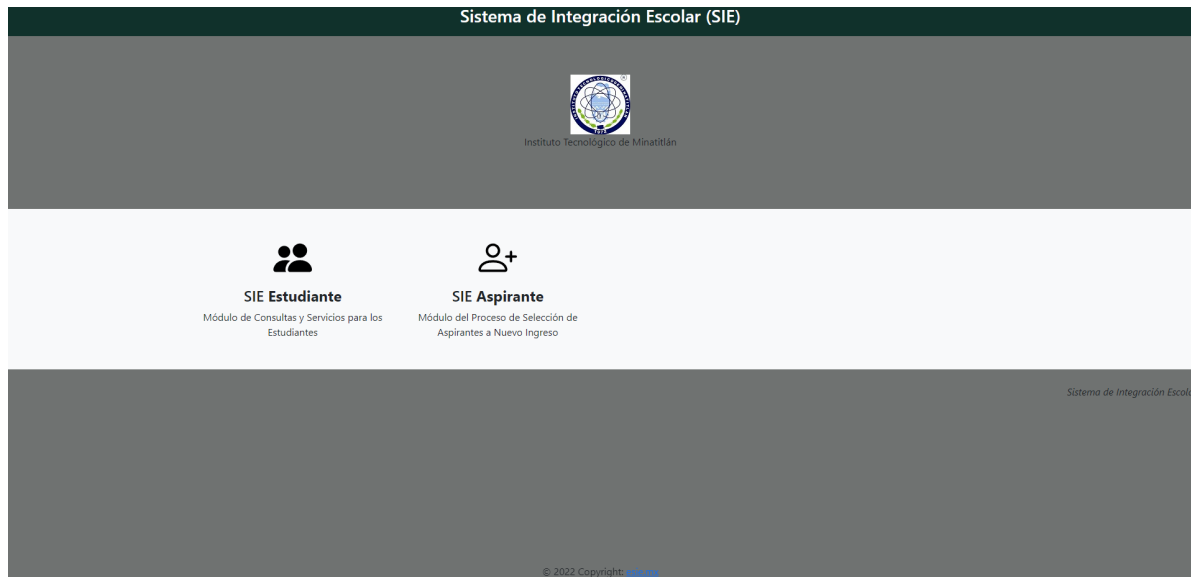 Sistema de Integración Escolar (SIE)
Instituto Tecnológico de Minatitlán
SIE Estudiante
Módulo de Consultas y Servicios para los
Estudiantes
SIE Aspirante
Módulo del Proceso de Selección de
Aspirantes a Nuevo Ingreso
Sistema de Integración Escola
© 2022 Copyright: